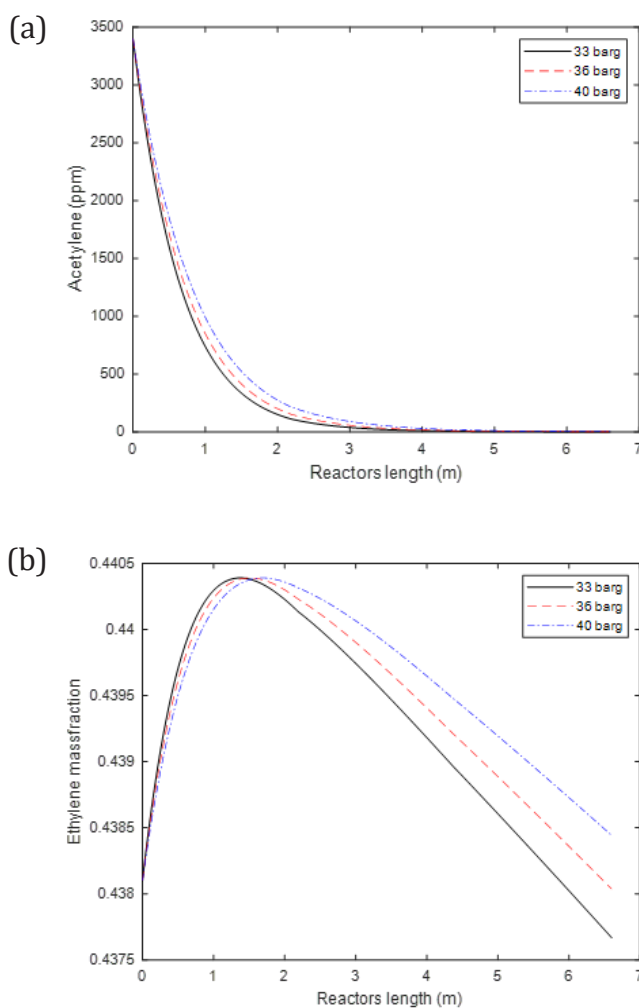 (a)
3500
3000
2500
2000
1500
1000
500
0
Acetylene (ppm)
33 barg
36 barg
40 barg
0 1 2 3 4 5 6 7
Reactors length (m)
(b)
0.4405
0.44
0.4395
0.439
0.4385
0.438
0.4375
Ethylene massfraction
33 barg
36 barg
40 barg
0 1 2 3 4 5 6 7
Reactors length (m)